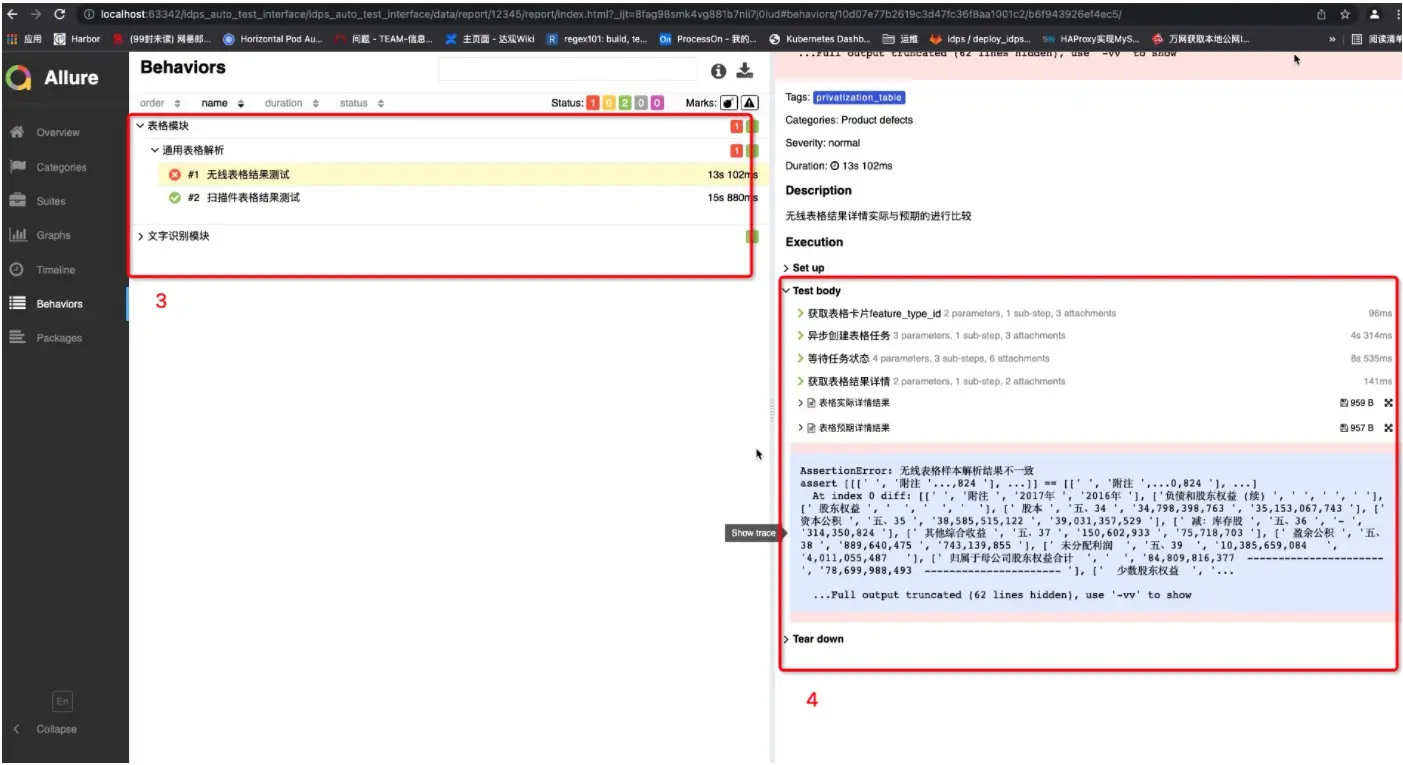 localhost:63342/idps_auto_test_interface/idps_auto_test_interface/data/report/12345/report/index.html?_ijt=8fag98smk4vg881b7nli7j0lud#behaviors/10d07e77b2619c3d47fc36f8aa1001c2/b6f943926ef4ec5/
应用 Harbor (99封未读) 网易邮... Horizontal Pod Au... 问题 - TEAM-信息... 主页面 - 达观Wiki regex101: build, te... ProcessOn - 我的... Kubernetes Dashb... 运维 idps / deploy_idps... HAProxy实现MyS... 万网获取本地公网I... » 阅读清单
Allure
Overview
Categories
Suites
Graphs
Timeline
Behaviors
Packages
En
Collapse
Behaviors
order name duration status Status: 1 0 2 0 0 Marks:
表格模块 1
通用表格解析 1
#1 无线表格结果测试 13s 102ms
#2 扫描件表格结果测试 15s 880ms
文字识别模块
3
...Full output truncated (62 lines hidden), use '-vv' to show
Tags: privatization_table
Categories: Product defects
Severity: normal
Duration: 13s 102ms
Description
无线表格结果详情实际与预期的进行比较
Execution
Set up
Test body
获取表格卡片feature_type_id 2 parameters, 1 sub-step, 3 attachments 96ms
异步创建表格任务 3 parameters, 1 sub-step, 3 attachments 4s 314ms
等待任务状态 4 parameters, 3 sub-steps, 6 attachments 8s 535ms
获取表格结果详情 2 parameters, 1 sub-step, 2 attachments 141ms
表格实际详情结果 959 B
表格预期详情结果 957 B
AssertionError: 无线表格样本解析结果不一致
assert [[[' ', '附注 '...,824 '], ...]] == [[' ', '附注 ',...0,824 '], ...]
At index 0 diff: [[' ', '附注 ', '2017年 ', '2016年 '], ['负债和股东权益 (续) ', ' ', ' ', ' '],
[' 股东权益 ', ' ', ' ', ' '], [' 股本 ', '五、34 ', '34,798,398,763 ', '35,153,067,743 '], ['
资本公积 ', '五、35 ', '38,585,515,122 ', '39,031,357,529 '], [' 减: 库存股 ', '五、36 ', '- ',
'314,350,824 '], [' 其他综合收益 ', '五、37 ', '150,602,933 ', '75,718,703 '], [' 盈余公积 ', '五、
38 ', '889,640,475 ', '743,139,855 '], [' 未分配利润 ', '五、39 ', '10,385,659,084 ',
'4,011,055,487 '], [' 归属于母公司股东权益合计 ', ' ', '84,809,816,377 -----------------------
', '78,699,988,493 ----------------------- '], [' 少数股东权益 ', '...
...Full output truncated (62 lines hidden), use '-vv' to show
Show trace
Tear down
4